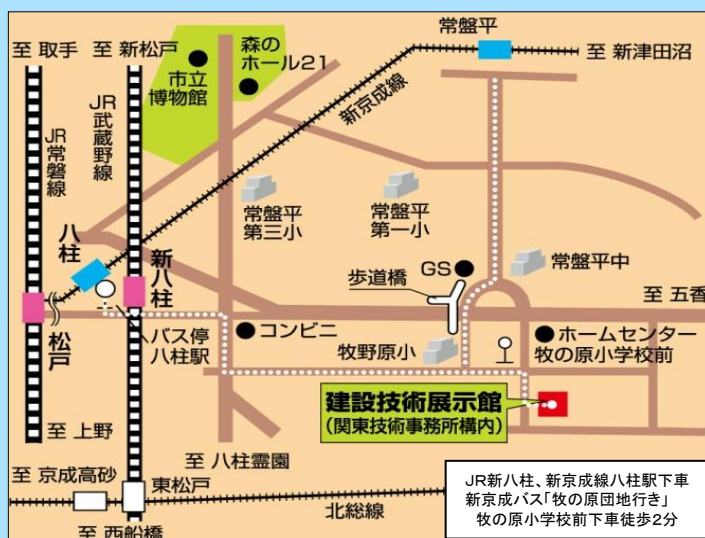 常盤平
至 取手
至 新松戸
森の
ホール21
至 新津田沼
市立
博物館
新京成線
JR武蔵野線
JR常磐線
常盤平
第三小
常盤平
第一小
八柱
新八柱
GS
常盤平中
歩道橋
至 五香
松戸
バス停
八柱駅
コンビニ
牧野原小
ホームセンター
牧の原小学校前
建設技術展示館
(関東技術事務所構内)
至 上野
至 八柱霊園
至 京成高砂
東松戸
北総線
至 西船橋
JR新八柱、新京成線八柱駅下車
新京成バス「牧の原団地行き」
牧の原小学校前下車徒歩2分